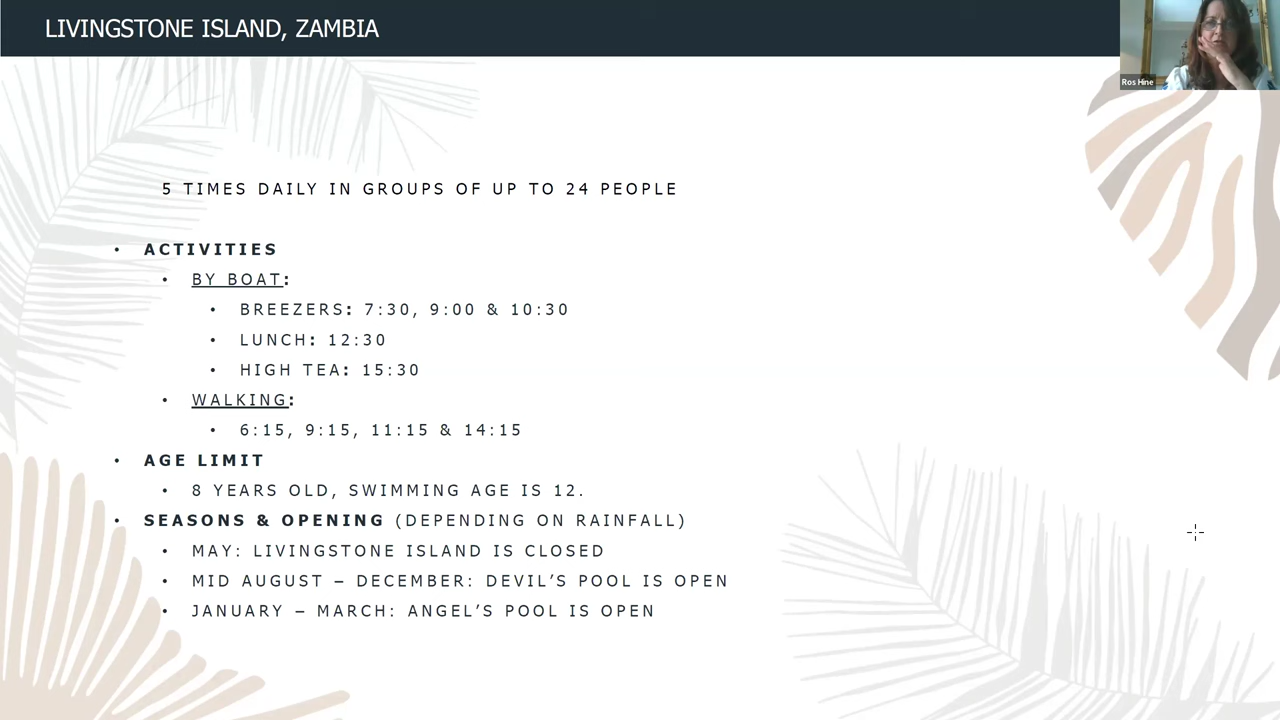 LIVINGSTONE ISLAND, ZAMBIA
Ros Hine
5 TIMES DAILY IN GROUPS OF UP TO 24 PEOPLE
• ACTIVITIES
• BY BOAT:
• BREEZERS: 7:30, 9:00 & 10:30
• LUNCH: 12:30
• HIGH TEA: 15:30
• WALKING:
• 6:15, 9:15, 11:15 & 14:15
• AGE LIMIT
• 8 YEARS OLD, SWIMMING AGE IS 12.
• SEASONS & OPENING (DEPENDING ON RAINFALL)
• MAY: LIVINGSTONE ISLAND IS CLOSED
• MID AUGUST – DECEMBER: DEVIL'S POOL IS OPEN
• JANUARY – MARCH: ANGEL'S POOL IS OPEN